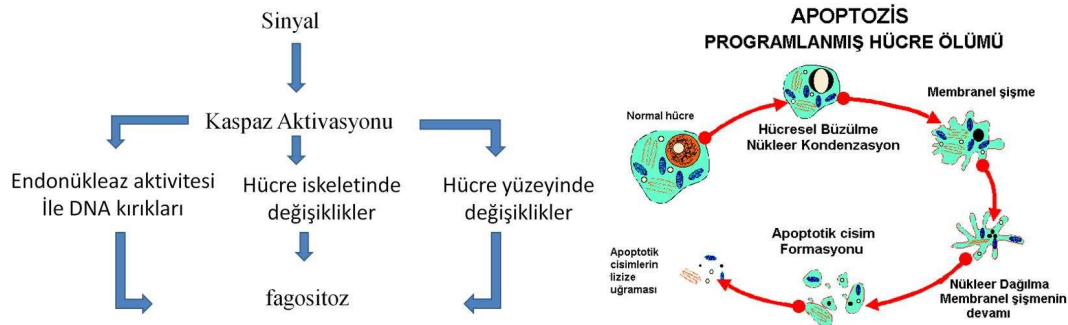 Sinyal
Kaspaz Aktivasyonu
Endonükleaz aktivitesi
İle DNA kırıkları
Hücre iskeletinde
değişiklikler
Hücre yüzeyinde
değişiklikler
fagositoz
APOPTOZİS
PROGRAMLANMIŞ HÜCRE ÖLÜMÜ
Normal hücre
Hücresel Büzülme
Nükleer Kondenzasyon
Membranel şişme
Nükleer Dağılma
Membranel şişmenin
devamı
Apoptotik cisim
Formasyonu
Apoptotik
cisimlerin
lizize
uğraması